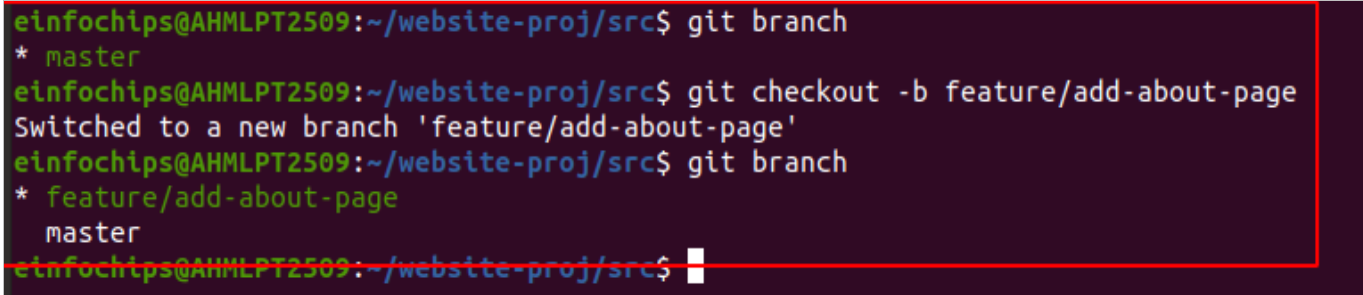 einfochips@AHMLPT2509:~/website-proj/src$ git branch
* master
einfochips@AHMLPT2509:~/website-proj/src$ git checkout -b feature/add-about-page
Switched to a new branch 'feature/add-about-page'
einfochips@AHMLPT2509:~/website-proj/src$ git branch
* feature/add-about-page
  master
einfochips@AHMLPT2509:~/website-proj/src$